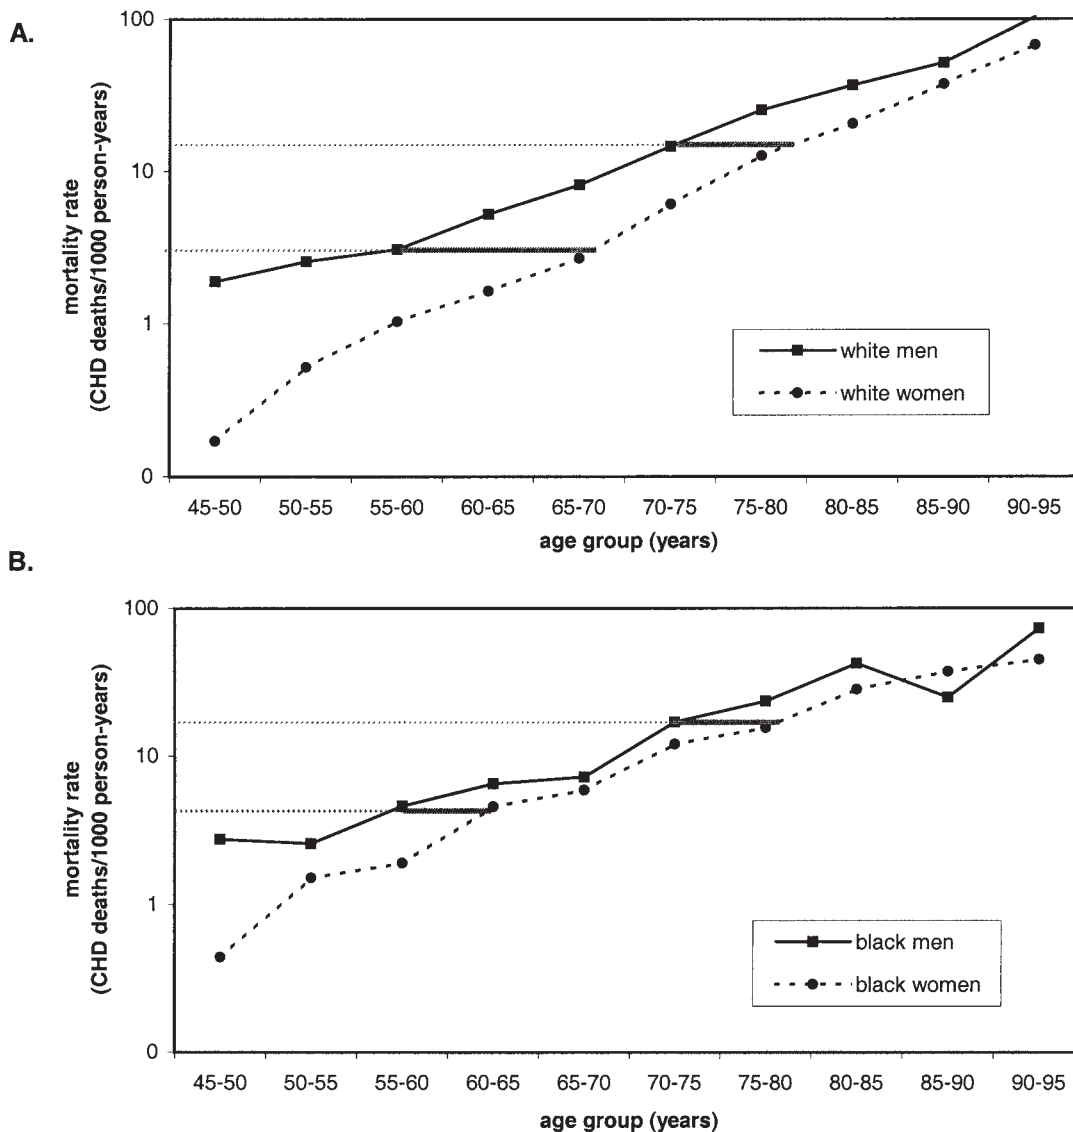 A.
mortality rate
(CHD deaths/1000 person-years)
100
10
1
0
white men
white women
45-50 50-55 55-60 60-65 65-70 70-75 75-80 80-85 85-90 90-95
age group (years)
B.
mortality rate
(CHD deaths/1000 person-years)
100
10
1
0
black men
black women
45-50 50-55 55-60 60-65 65-70 70-75 75-80 80-85 85-90 90-95
age group (years)